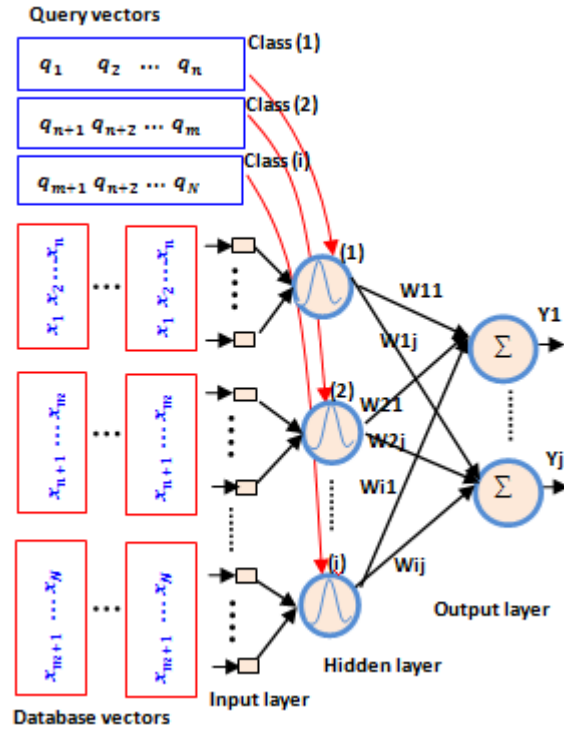 Query vectors
Class (1)
q1 q2 ... qn
Class (2)
qn+1 qn+2 ... qm
Class (i)
qm+1 qn+2 ... qN
x1 x2 ... xn
...
x1 x2 ... xn
(1)
W11
Y1
W1j
Σ
xn+1 ... xm
...
xn+1 ... xm
(2)
W21
W2j
Yj
Σ
Wi1
xm+1 ... xN
...
xm+1 ... xN
(i)
Wij
Output layer
Hidden layer
Input layer
Database vectors